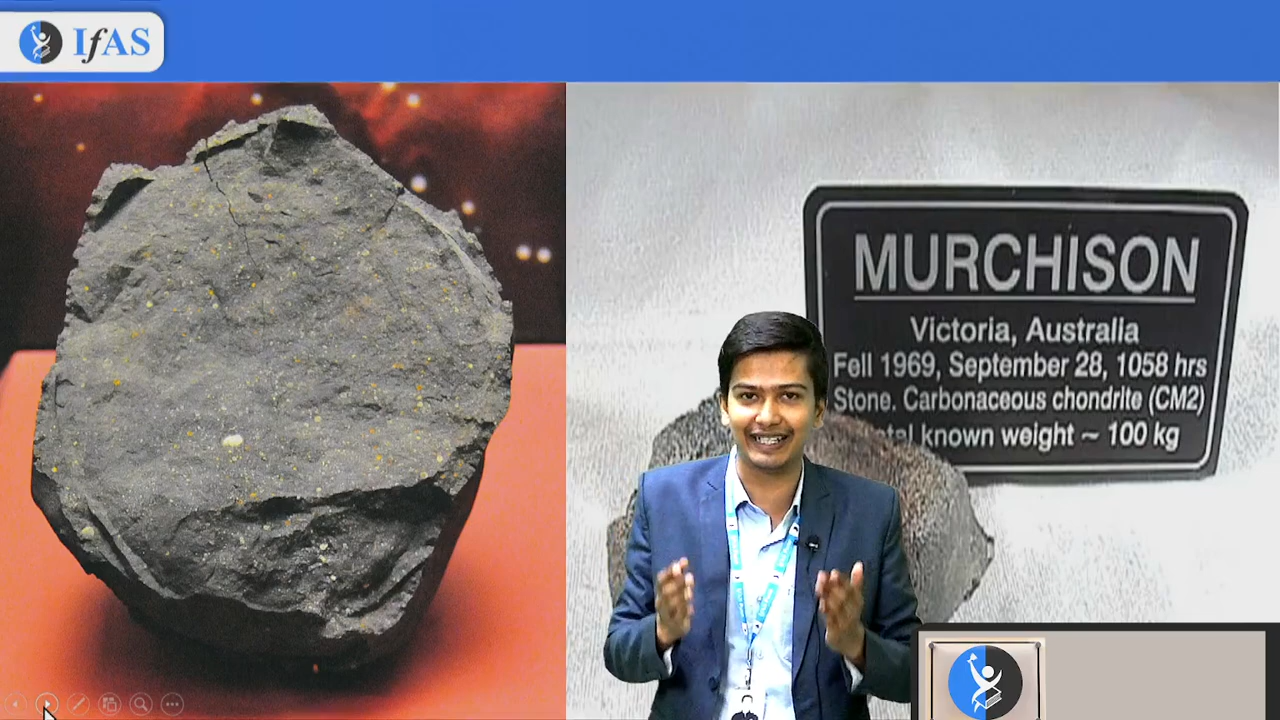 IfAS
MURCHISON
Victoria, Australia
Fell 1969, September 28, 1058 hrs
Stone. Carbonaceous chondrite (CM2)
known weight ~ 100 kg